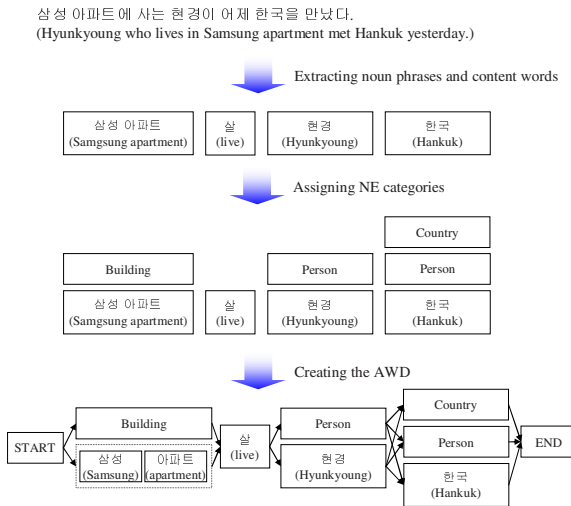 삼성 아파트에 사는 현경이 어제 한국을 만났다.
(Hyunkyoung who lives in Samsung apartment met Hankuk yesterday.)
Extracting noun phrases and content words
삼성 아파트
(Samgsung apartment)
살
(live)
현경
(Hyunkyoung)
한국
(Hankuk)
Assigning NE categories
Country
Building
Person
Person
삼성 아파트
(Samgsung apartment)
살
(live)
현경
(Hyunkyoung)
한국
(Hankuk)
Creating the AWD
START
Building
삼성
(Samsung)
아파트
(apartment)
살
(live)
Person
현경
(Hyunkyoung)
Country
Person
한국
(Hankuk)
END